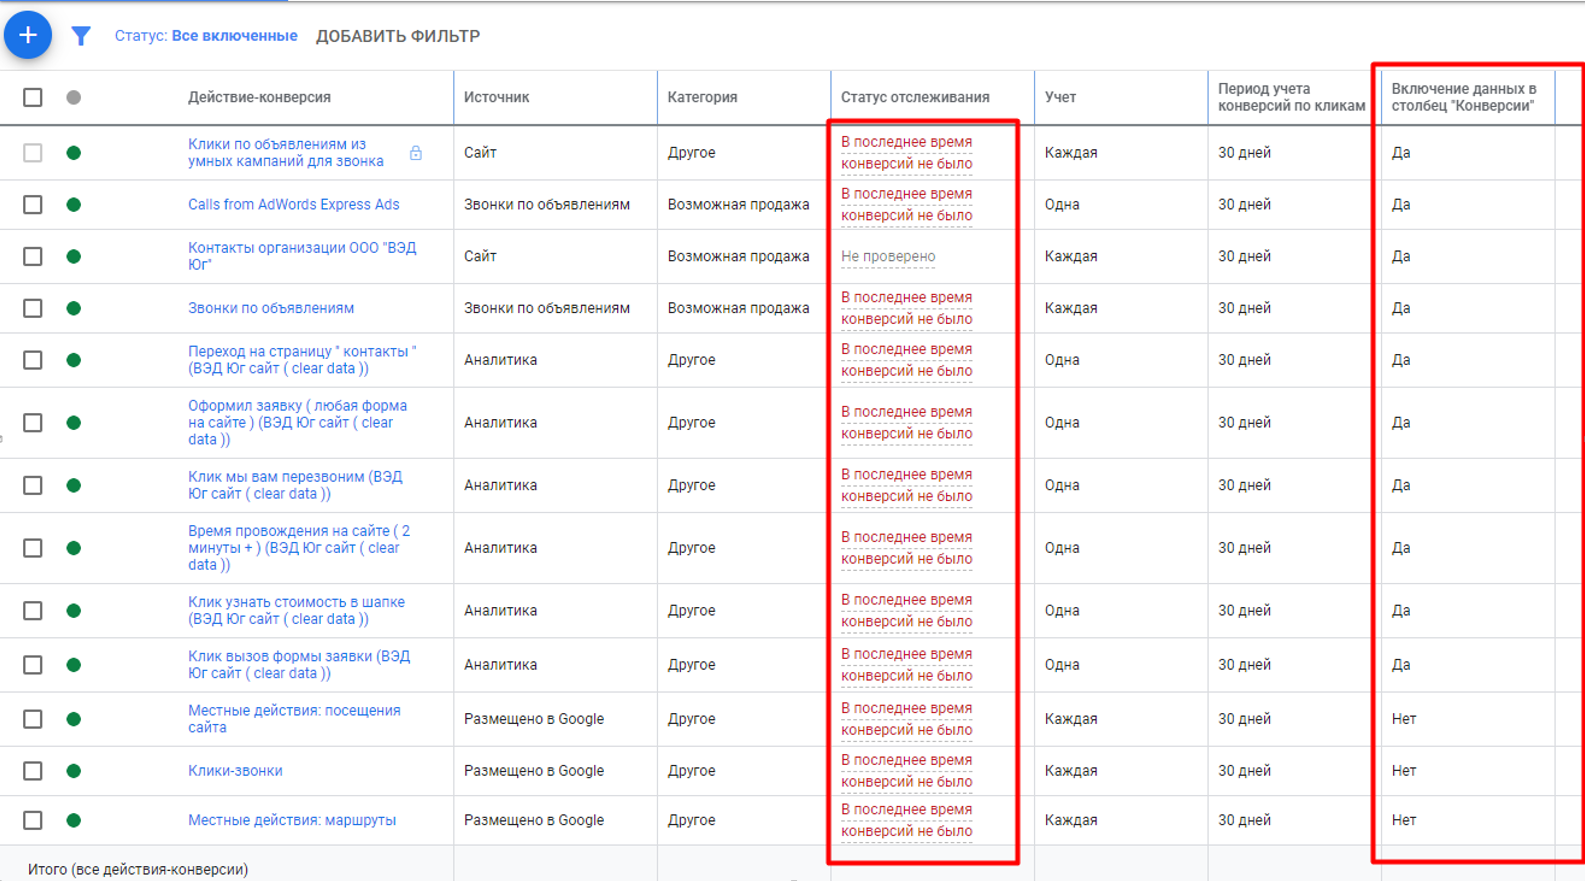 Статус: Все включенные ДОБАВИТЬ ФИЛЬТР
Действие-конверсия Источник Категория Статус отслеживания Учет Период учета конверсий по кликам Включение данных в столбец "Конверсии"
Клики по объявлениям из
умных кампаний для звонка
Сайт Другое
В последнее время
конверсий не было
Каждая 30 дней Да
Calls from AdWords Express Ads Звонки по объявлениям Возможная продажа
В последнее время
конверсий не было
Одна 30 дней Да
Контакты организации ООО "ВЭД
Юг"
Сайт Возможная продажа Не проверено Каждая 30 дней Да
Звонки по объявлениям Звонки по объявлениям Возможная продажа
В последнее время
конверсий не было
Каждая 30 дней Да
Переход на страницу " контакты "
(ВЭД Юг сайт ( clear data ))
Аналитика Другое
В последнее время
конверсий не было
Одна 30 дней Да
Оформил заявку ( любая форма
на сайте ) (ВЭД Юг сайт ( clear
data ))
Аналитика Другое
В последнее время
конверсий не было
Одна 30 дней Да
Клик мы вам перезвоним (ВЭД
Юг сайт ( clear data ))
Аналитика Другое
В последнее время
конверсий не было
Одна 30 дней Да
Время провождения на сайте ( 2
минуты + ) (ВЭД Юг сайт ( clear
data ))
Аналитика Другое
В последнее время
конверсий не было
Одна 30 дней Да
Клик узнать стоимость в шапке
(ВЭД Юг сайт ( clear data ))
Аналитика Другое
В последнее время
конверсий не было
Одна 30 дней Да
Клик вызов формы заявки (ВЭД
Юг сайт ( clear data ))
Аналитика Другое
В последнее время
конверсий не было
Одна 30 дней Да
Местные действия: посещения
сайта
Размещено в Google Другое
В последнее время
конверсий не было
Каждая 30 дней Нет
Клики-звонки Размещено в Google Другое
В последнее время
конверсий не было
Каждая 30 дней Нет
Местные действия: маршруты Размещено в Google Другое
В последнее время
конверсий не было
Каждая 30 дней Нет
Итого (все действия-конверсии)